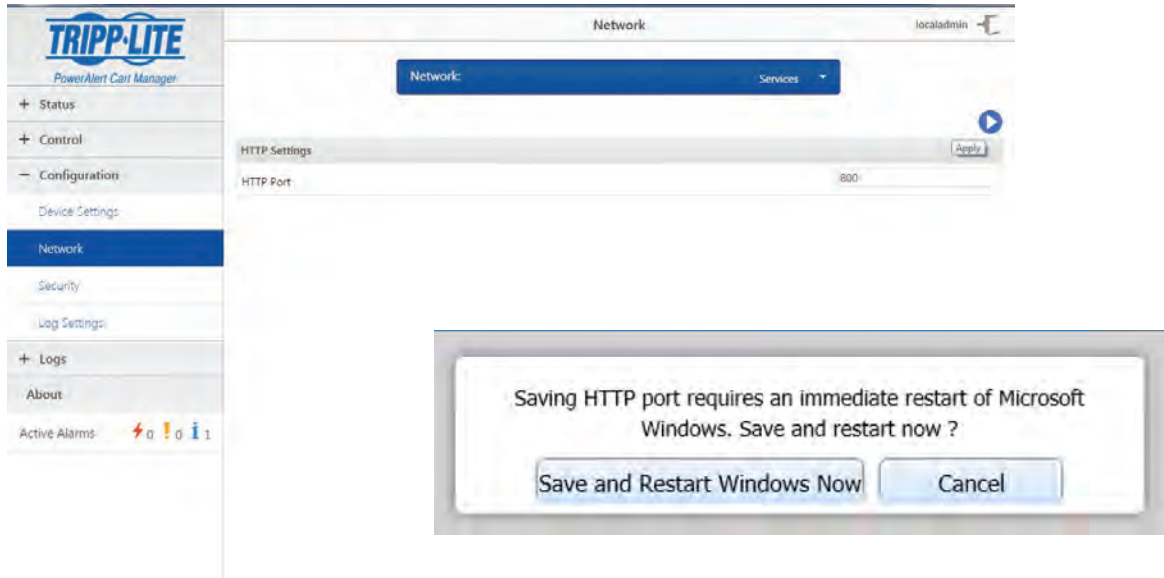 TRIPP·LITE
PowerAlert Cart Manager
Network
localadmin
Network:
Services
+ Status
+ Control
− Configuration
Device Settings
Network
Security
Log Settings
+ Logs
About
Active Alarms 0 0 1
HTTP Settings
Apply
HTTP Port
800
Saving HTTP port requires an immediate restart of Microsoft
Windows. Save and restart now ?
Save and Restart Windows Now
Cancel